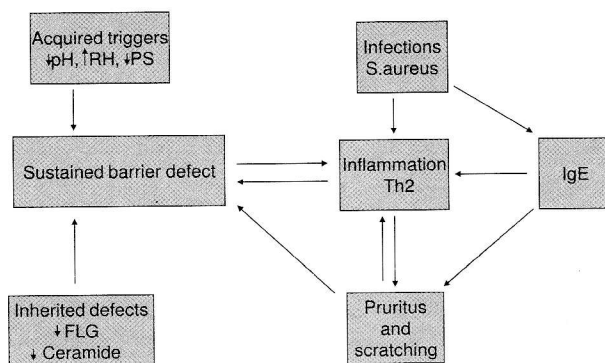 Acquired triggers
↓pH, ↑RH, ↓PS
Infections
S.aureus
Sustained barrier defect
Inflammation
Th2
IgE
Inherited defects
↓ FLG
↓ Ceramide
Pruritus
and
scratching